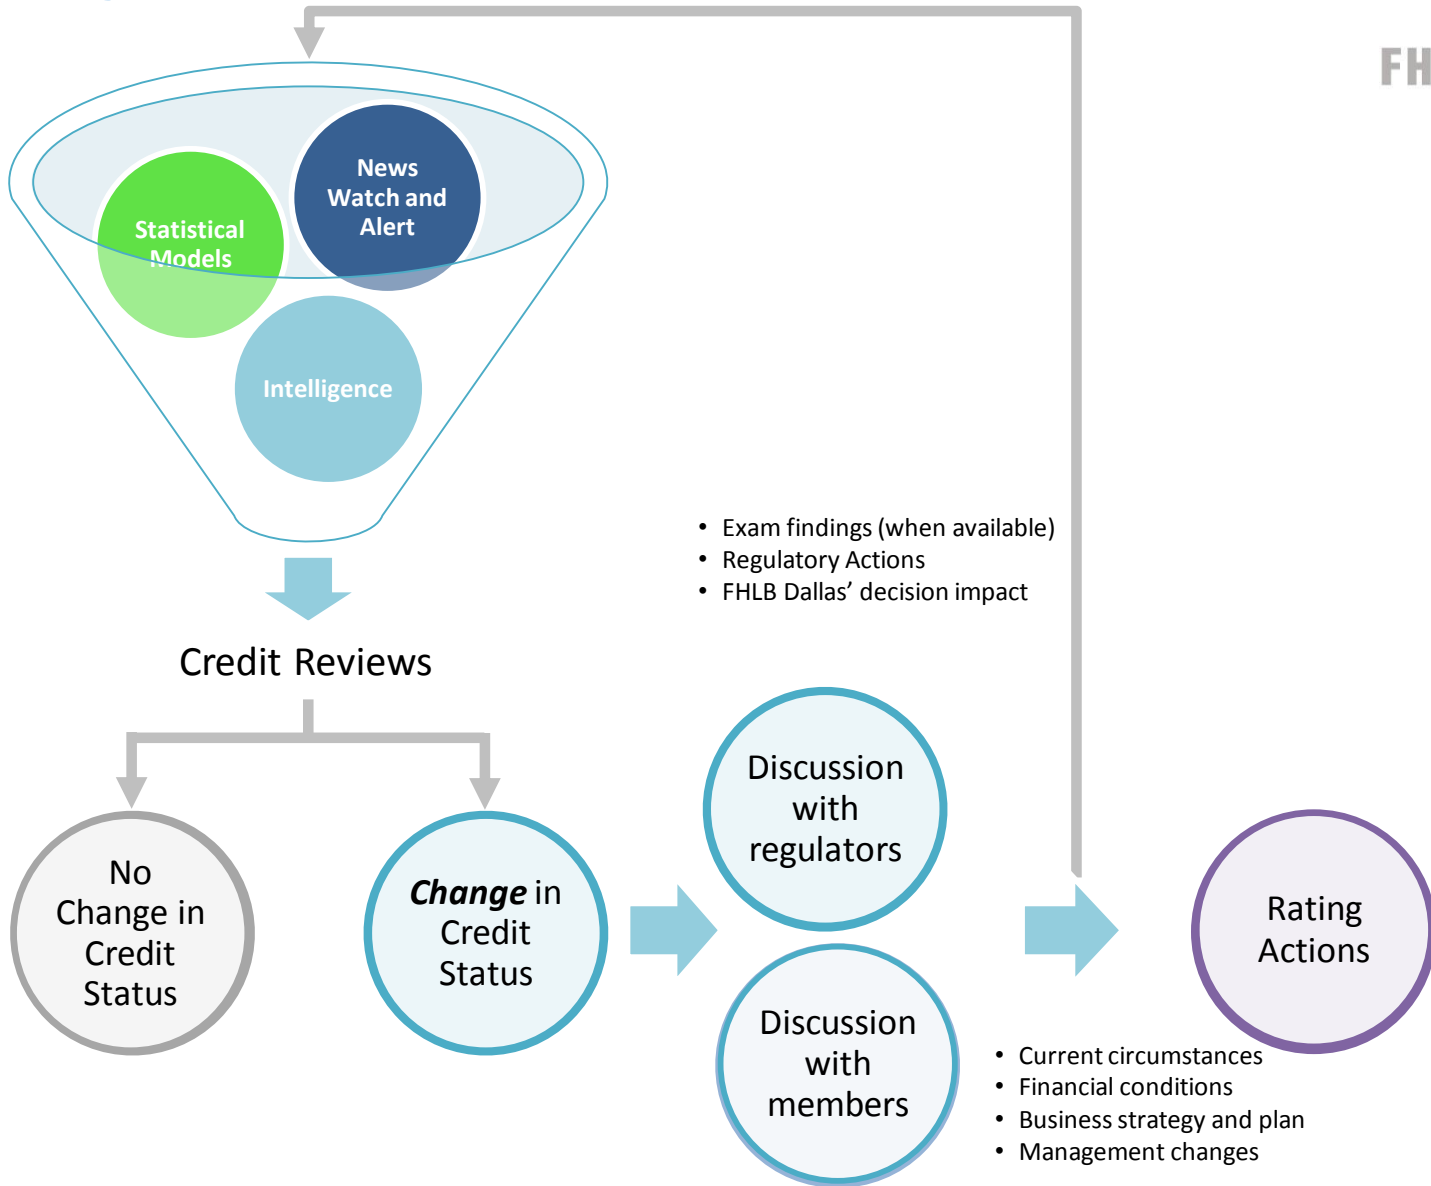 FH
News
Watch and
Alert
Statistical
Models
Intelligence
• Exam findings (when available)
• Regulatory Actions
• FHLB Dallas’ decision impact
Credit Reviews
No
Change in
Credit
Status
Change in
Credit
Status
Discussion
with
regulators
Discussion
with
members
Rating
Actions
• Current circumstances
• Financial conditions
• Business strategy and plan
• Management changes